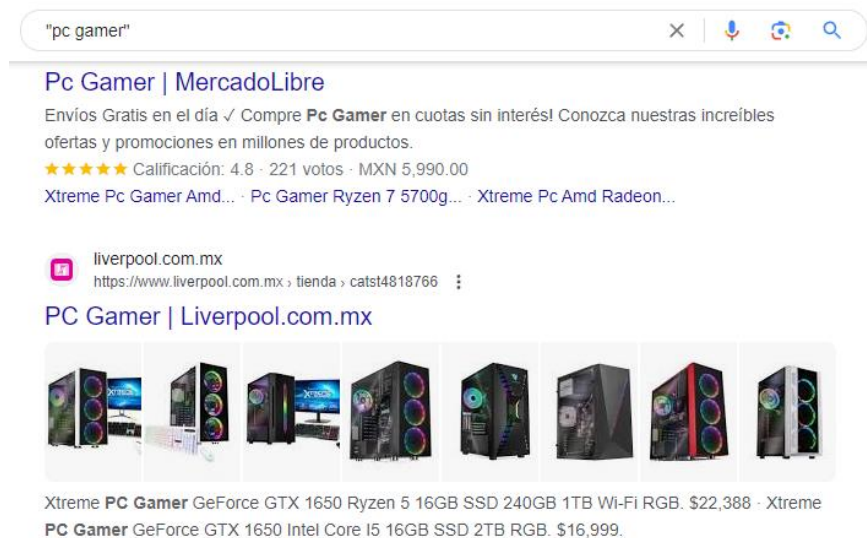 "pc gamer"
Pc Gamer | MercadoLibre
Envíos Gratis en el día ✓ Compre Pc Gamer en cuotas sin interés! Conozca nuestras increíbles
ofertas y promociones en millones de productos.
★★★★★ Calificación: 4.8 · 221 votos · MXN 5,990.00
Xtreme Pc Gamer Amd... · Pc Gamer Ryzen 7 5700g... · Xtreme Pc Amd Radeon...
liverpool.com.mx
https://www.liverpool.com.mx › tienda › catst4818766
PC Gamer | Liverpool.com.mx
Xtreme PC Gamer GeForce GTX 1650 Ryzen 5 16GB SSD 240GB 1TB Wi-Fi RGB. $22,388 · Xtreme
PC Gamer GeForce GTX 1650 Intel Core I5 16GB SSD 2TB RGB. $16,999.